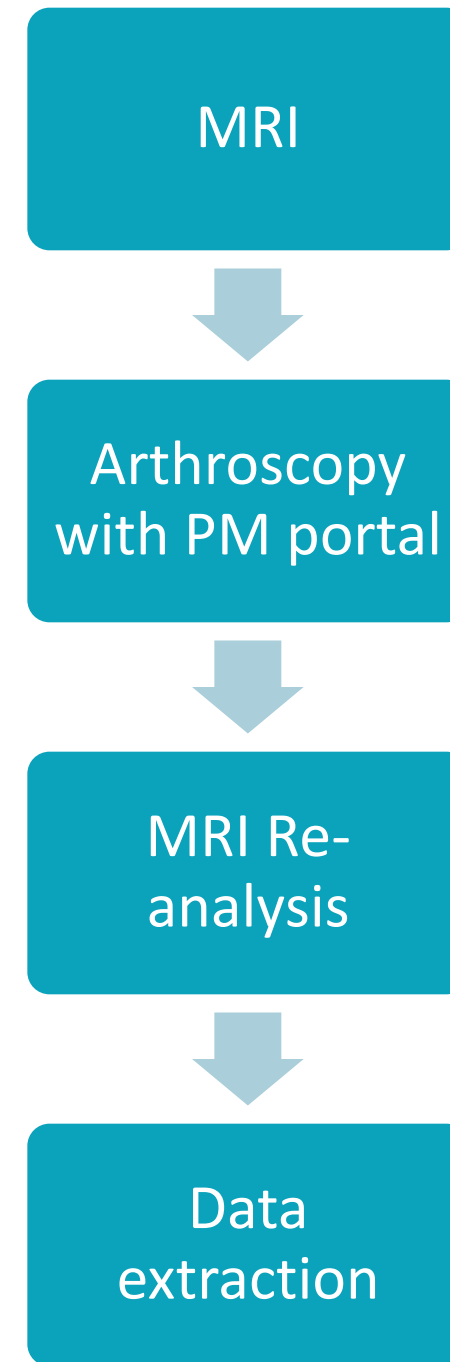 MRI
Arthroscopy
with PM portal
MRI Re-
analysis
Data
extraction